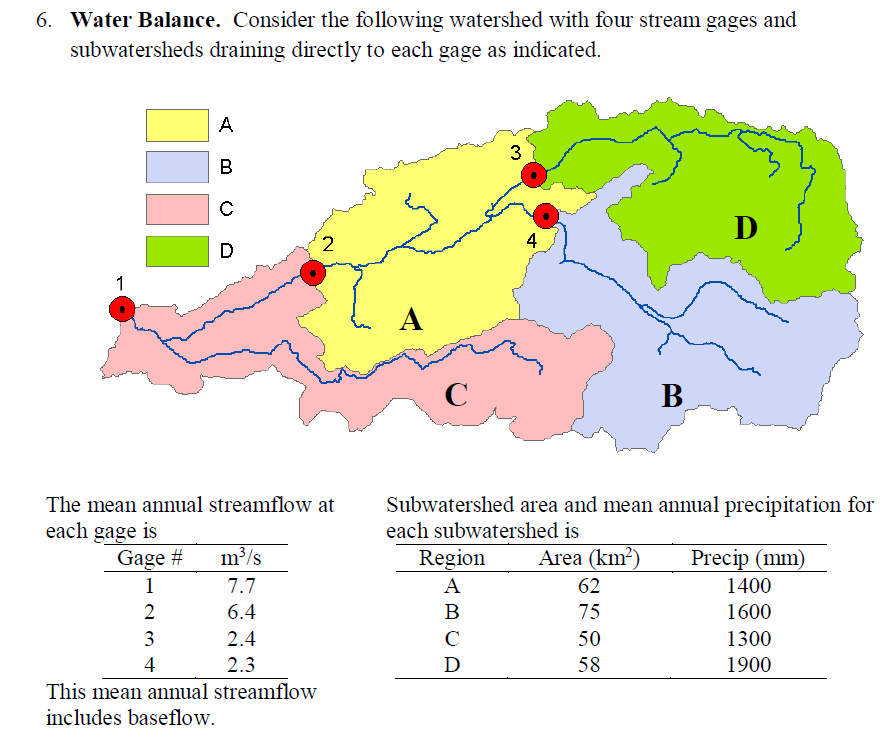 6. Water Balance. Consider the following watershed with four stream gages and
subwatersheds draining directly to each gage as indicated.
A
B
C
D
1
2
3
4
A
B
C
D
The mean annual streamflow at
each gage is
Gage # m³/s
1 7.7
2 6.4
3 2.4
4 2.3
This mean annual streamflow
includes baseflow.
Subwatershed area and mean annual precipitation for
each subwatershed is
Region Area (km²) Precip (mm)
A 62 1400
B 75 1600
C 50 1300
D 58 1900